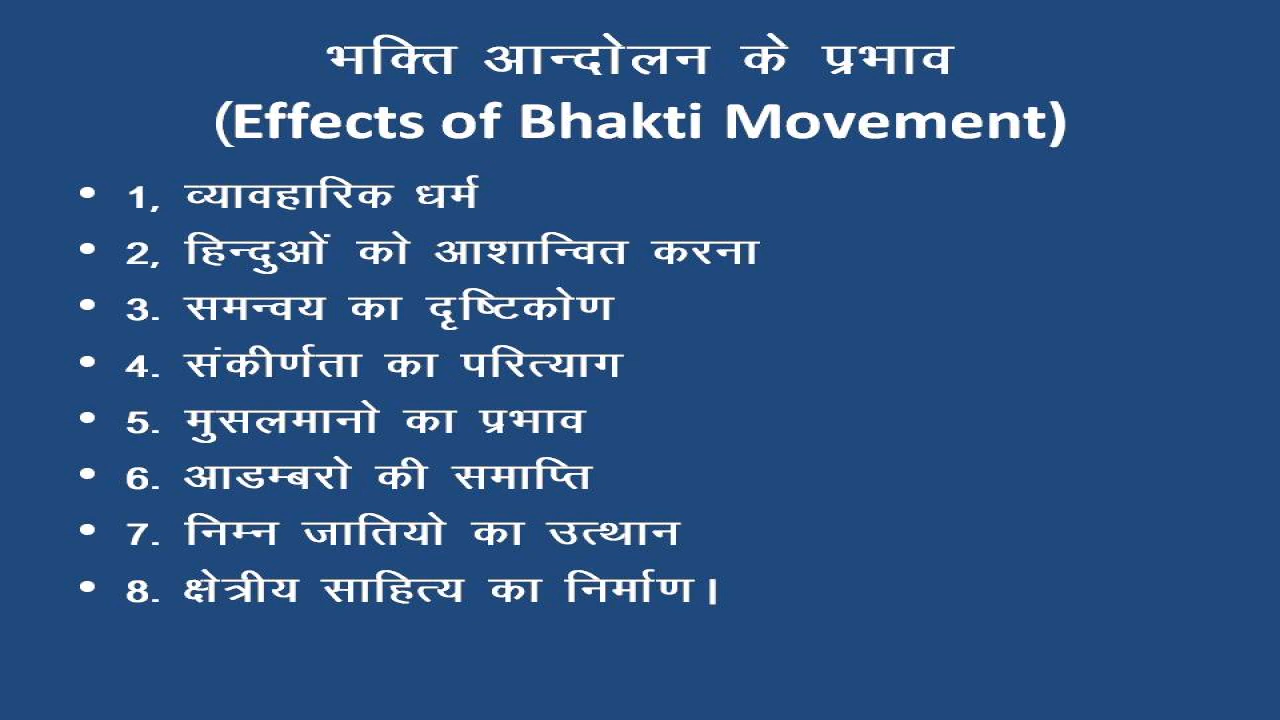 भक्ति आन्दोलन के प्रभाव
(Effects of Bhakti Movement)
• 1, व्यावहारिक धर्म
• 2, हिन्दुओं को आशान्वित करना
• 3. समन्वय का दृष्टिकोण
• 4. संकीर्णता का परित्याग
• 5. मुसलमानो का प्रभाव
• 6. आडम्बरो की समाप्ति
• 7. निम्न जातियो का उत्थान
• 8. क्षेत्रीय साहित्य का निर्माण।